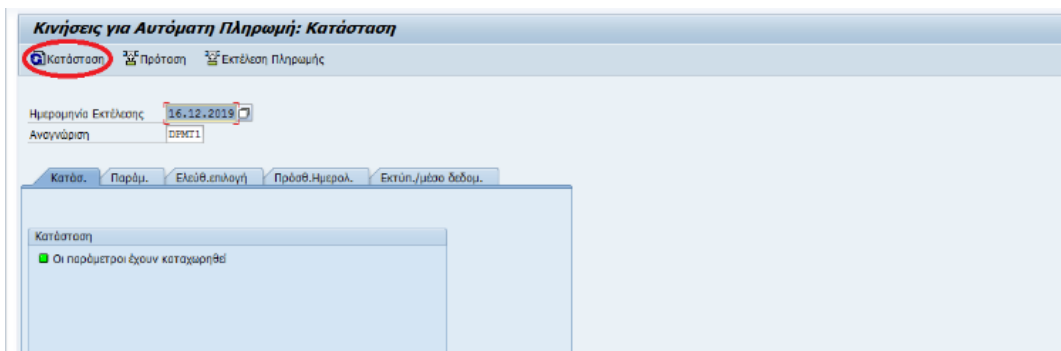 Κινήσεις για Αυτόματη Πληρωμή: Κατάσταση
Κατάσταση Πρόταση Εκτέλεση Πληρωμής
Ημερομηνία Εκτέλεσης 16.12.2019
Αναγνώριση DPMT1
Κατάσ. Παράμ. Ελεύθ.επιλογή Πρόσθ.Ημερολ. Εκτύπ./μέσο δεδομ.
Κατάσταση
Οι παράμετροι έχουν καταχωρηθεί